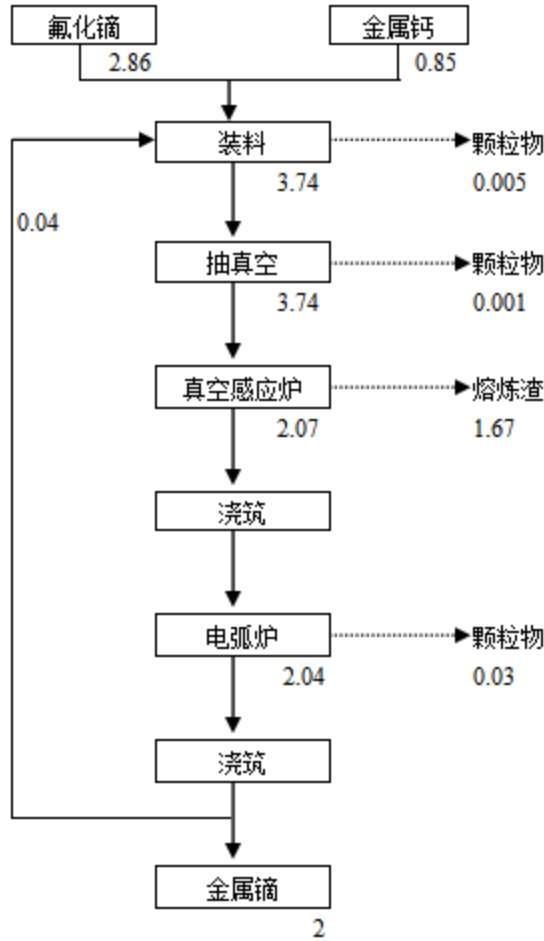 氟化镝 金属钙
2.86 0.85
装料 颗粒物
3.74 0.005
0.04
抽真空 颗粒物
3.74 0.001
真空感应炉 熔炼渣
2.07 1.67
浇筑
电弧炉 颗粒物
2.04 0.03
浇筑
金属镝
2